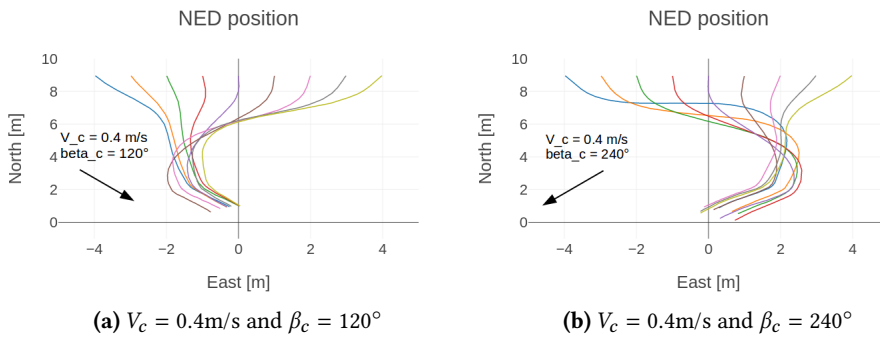 NED position
10
8
6
4
2
0
North [m]
V_c = 0.4 m/s
beta_c = 120°
−4
−2
0
2
4
East [m]
(a) V_c = 0.4m/s and β_c = 120°
NED position
10
8
6
4
2
0
North [m]
V_c = 0.4 m/s
beta_c = 240°
−4
−2
0
2
4
East [m]
(b) V_c = 0.4m/s and β_c = 240°